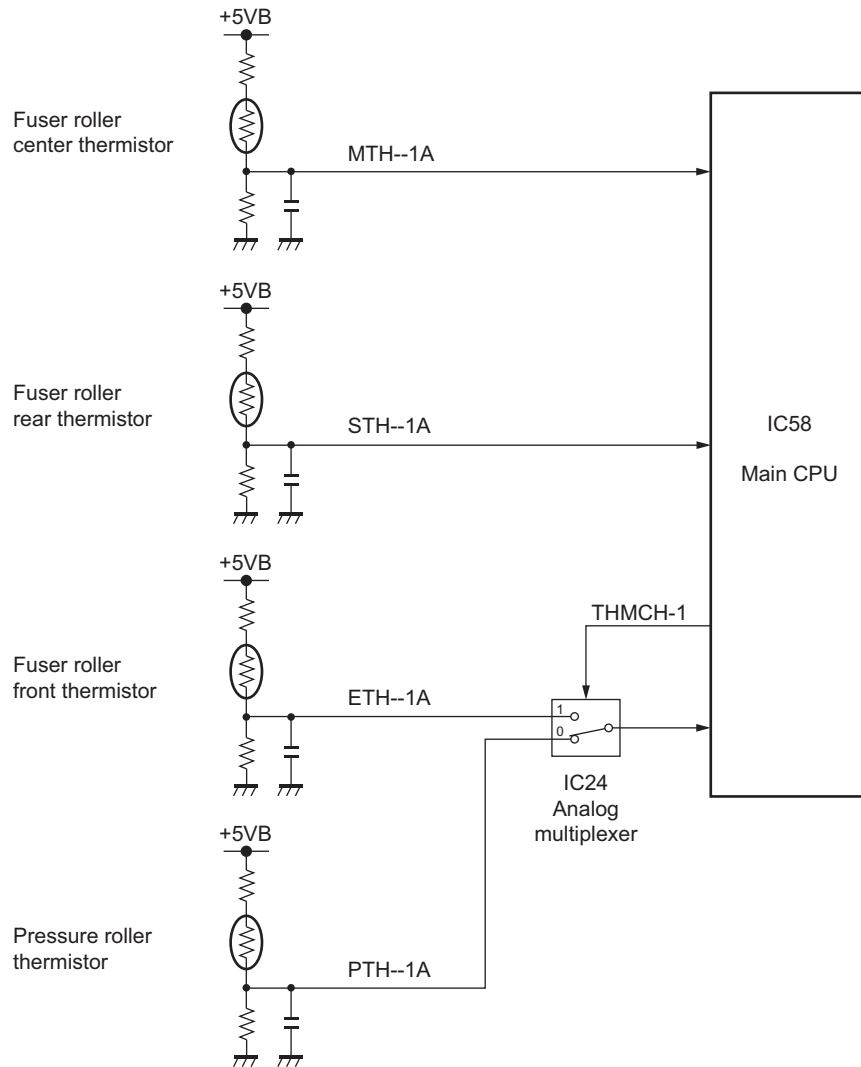 +5VB
Fuser roller
center thermistor
MTH--1A
+5VB
Fuser roller
rear thermistor
STH--1A
IC58
Main CPU
+5VB
THMCH-1
Fuser roller
front thermistor
ETH--1A
1
0
IC24
Analog
multiplexer
+5VB
Pressure roller
thermistor
PTH--1A